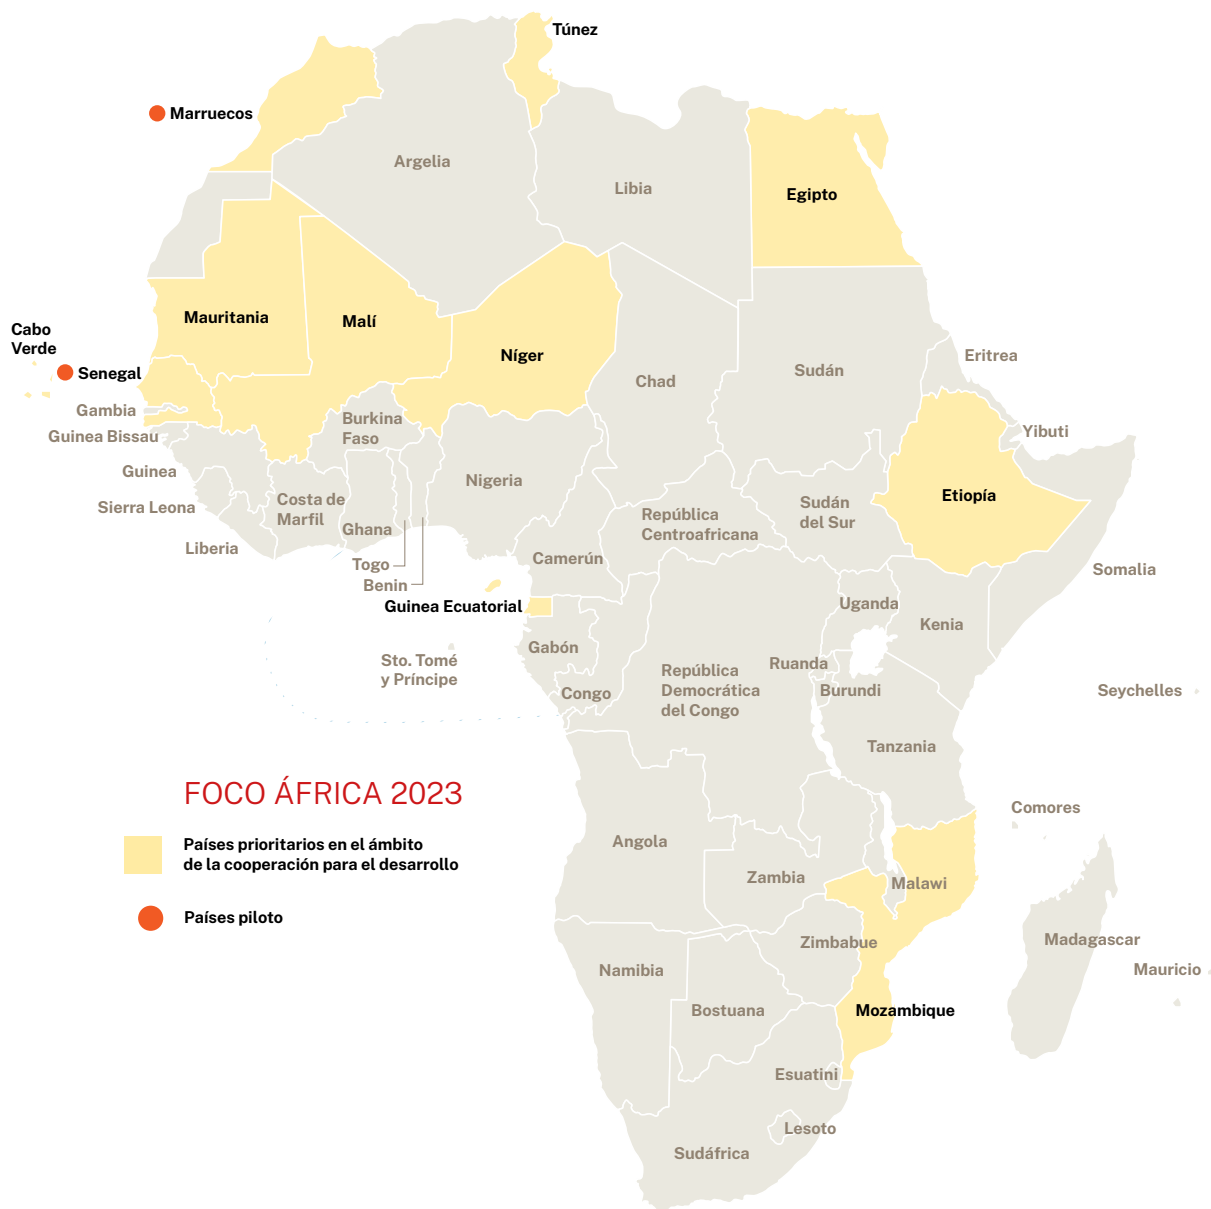 Túnez
Marruecos
Argelia
Libia
Egipto
Mauritania
Malí
Níger
Cabo
Verde
Senegal
Chad
Sudán
Eritrea
Gambia
Burkina
Faso
Guinea Bissau
Yibuti
Guinea
Nigeria
Etiopía
Sierra Leona
Costa de
Marfil
Ghana
República
Centroafricana
Sudán
del Sur
Liberia
Togo
Benin
Camerún
Somalia
Guinea Ecuatorial
Uganda
Kenia
Gabón
Sto. Tomé
y Príncipe
Ruanda
República
Democrática
del Congo
Congo
Burundi
Seychelles
Tanzania
FOCO ÁFRICA 2023
Comores
Países prioritarios en el ámbito
de la cooperación para el desarrollo
Angola
Zambia
Malawi
Países piloto
Zimbabue
Madagascar
Namibia
Mauricio
Bostuana
Mozambique
Esuatini
Lesoto
Sudáfrica